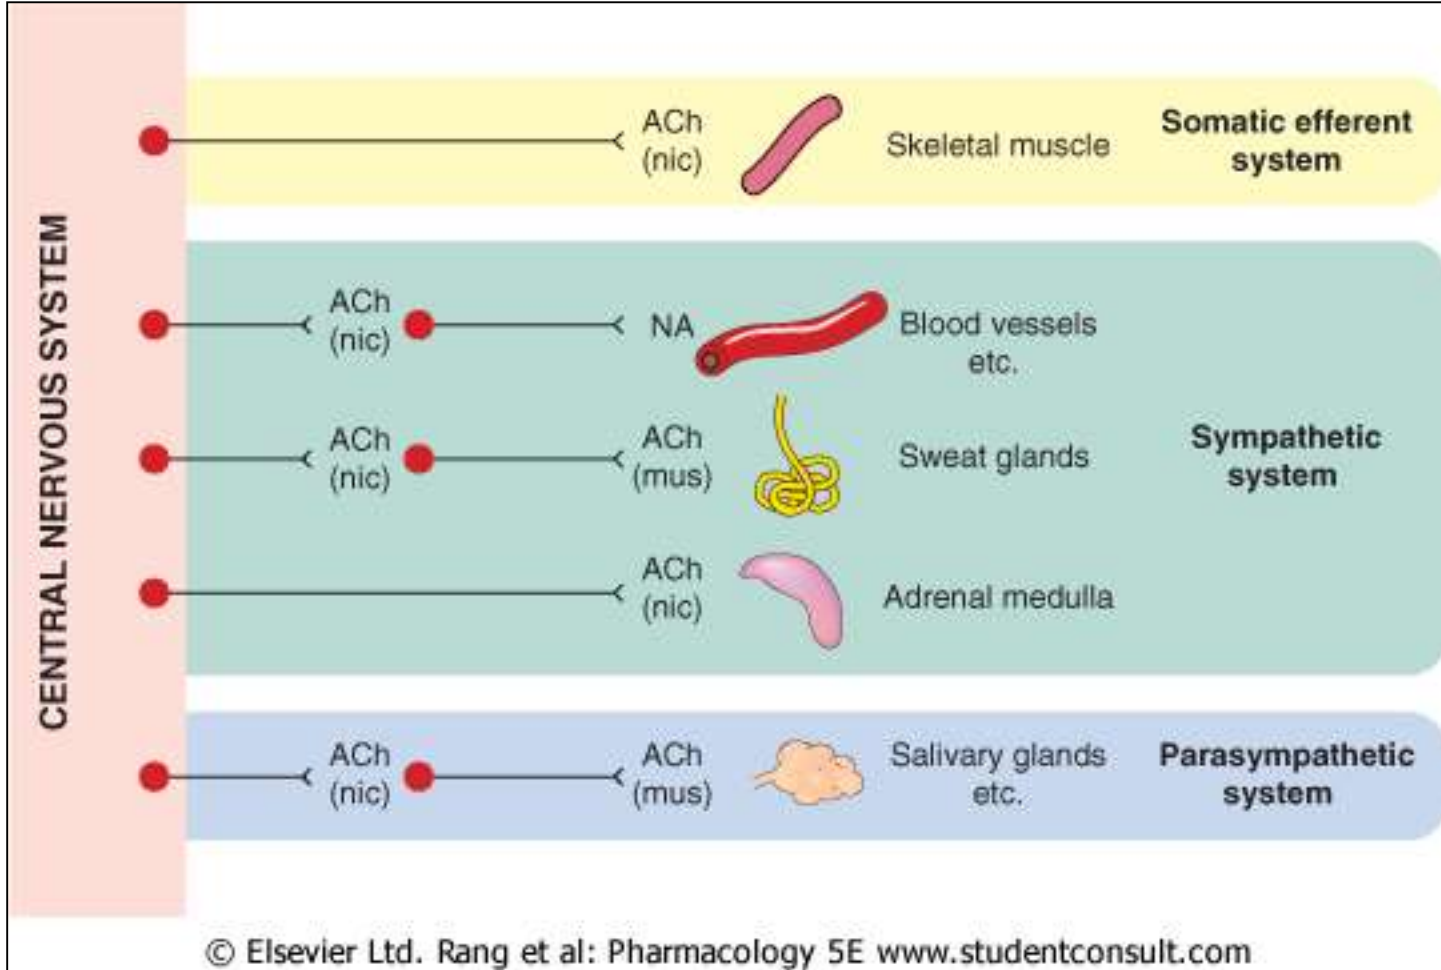 CENTRAL NERVOUS SYSTEM
ACh
(nic)
Skeletal muscle
Somatic efferent
system
ACh
(nic)
NA
Blood vessels
etc.
ACh
(nic)
ACh
(mus)
Sweat glands
Sympathetic
system
ACh
(nic)
Adrenal medulla
ACh
(nic)
ACh
(mus)
Salivary glands
etc.
Parasympathetic
system
© Elsevier Ltd. Rang et al: Pharmacology 5E www.studentconsult.com